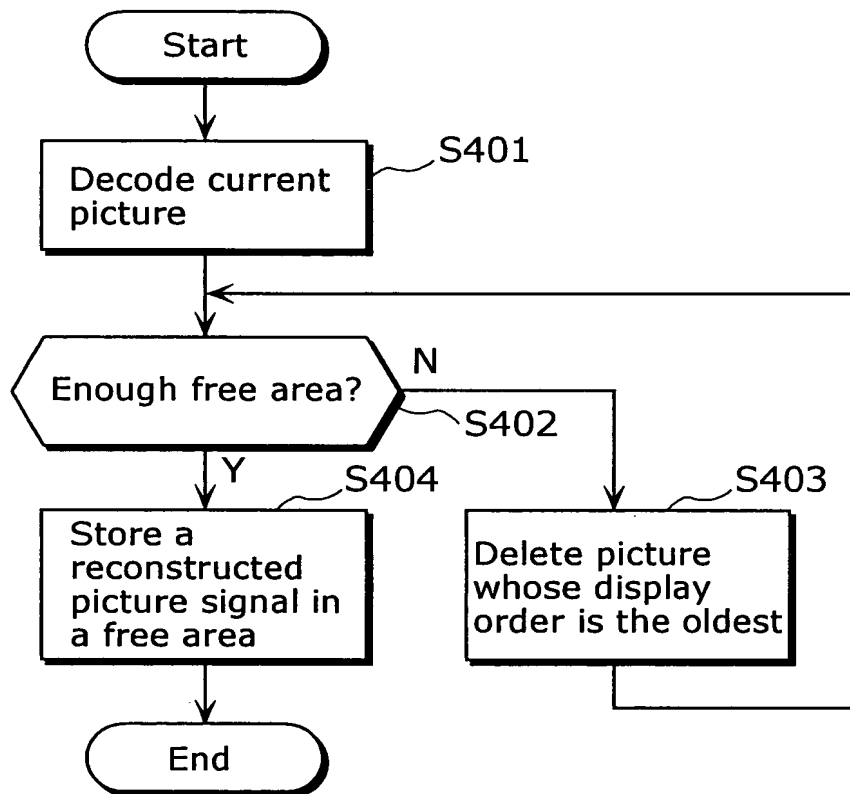 Start
S401
Decode current
picture
N
Enough free area?
S402
Y
S404
S403
Store a
reconstructed
picture signal in
a free area
Delete picture
whose display
order is the oldest
End